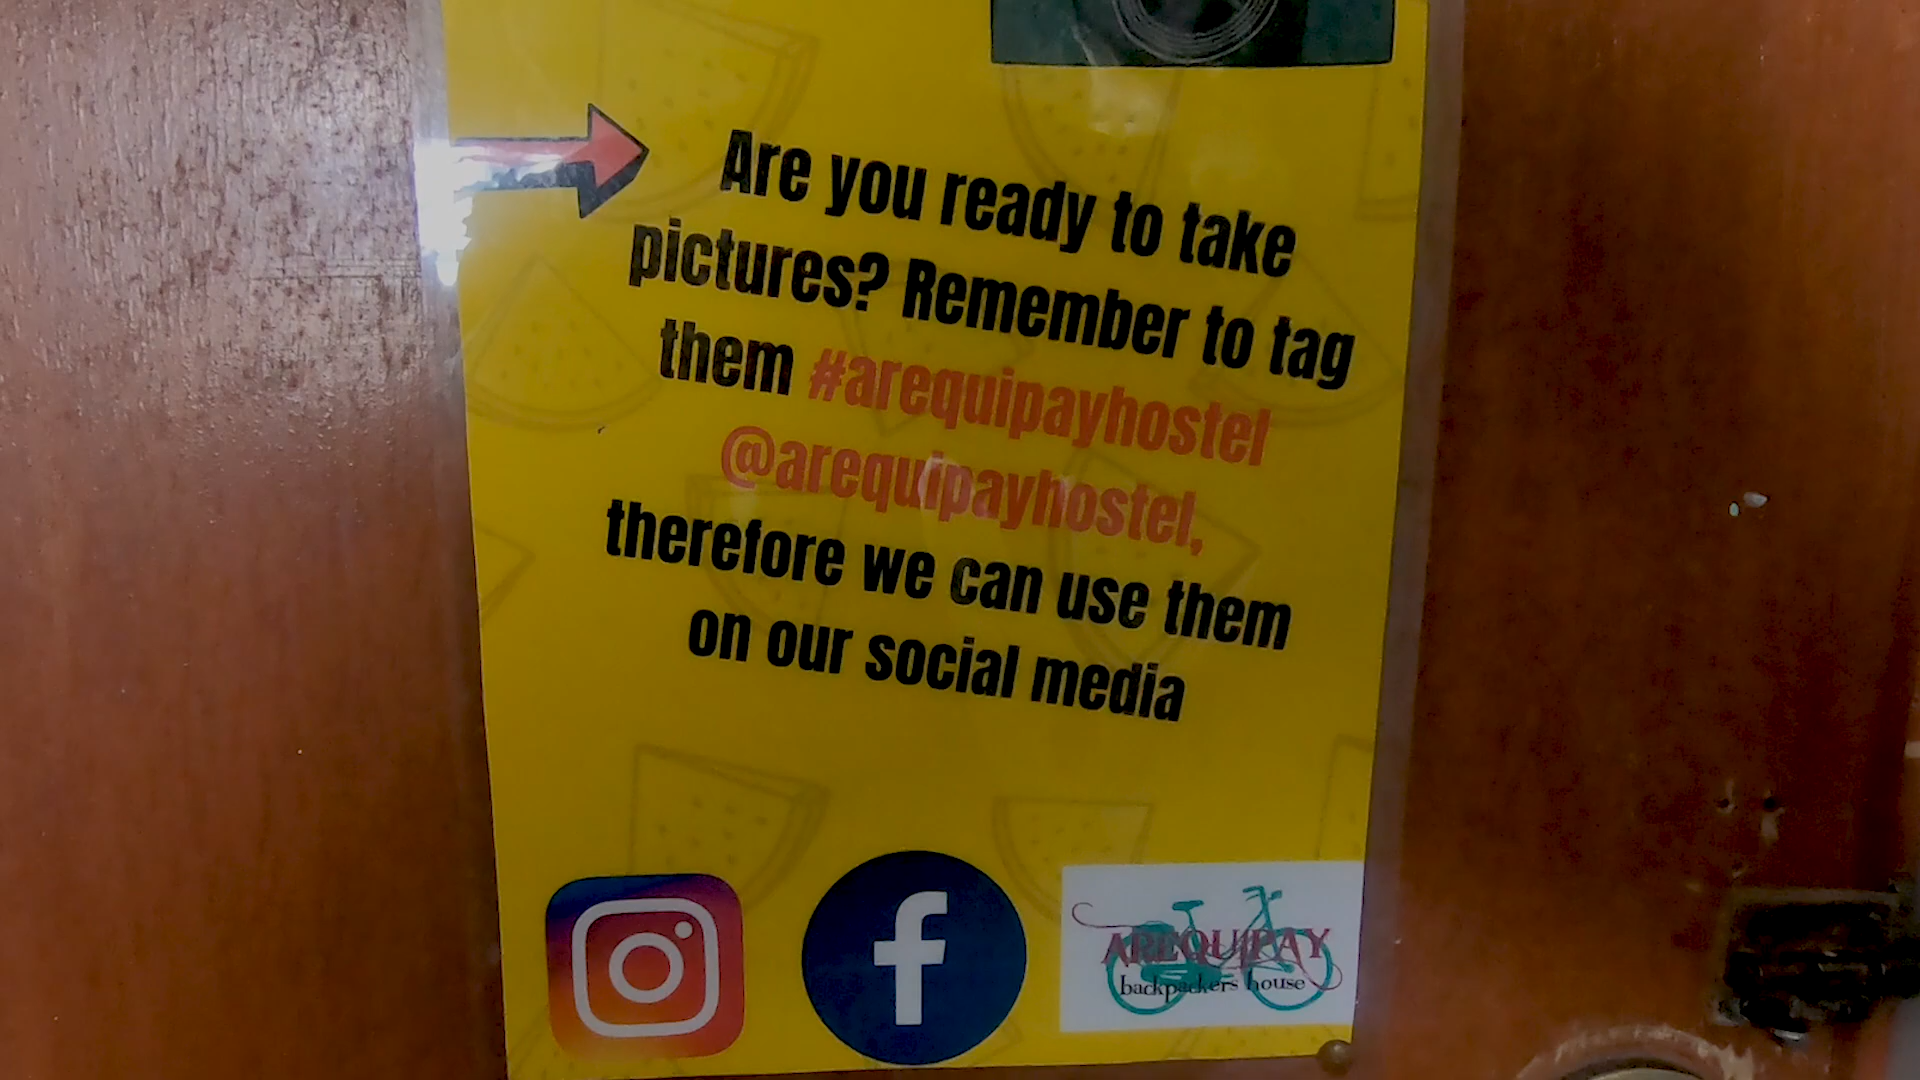 Are you ready to take
pictures? Remember to tag
them #arequipayhostel
@arequipayhostel,
therefore we can use them
on our social media
f
AREQUIPAY
backpackers house